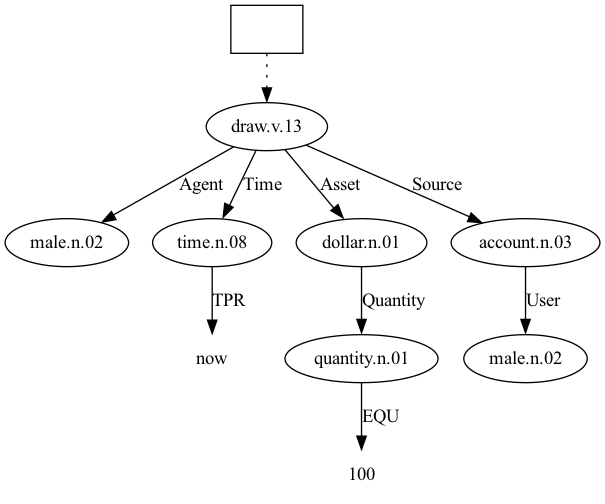 draw.v.13
Agent Time Asset Source
male.n.02 time.n.08 dollar.n.01 account.n.03
TPR Quantity User
now quantity.n.01 male.n.02
EQU
100